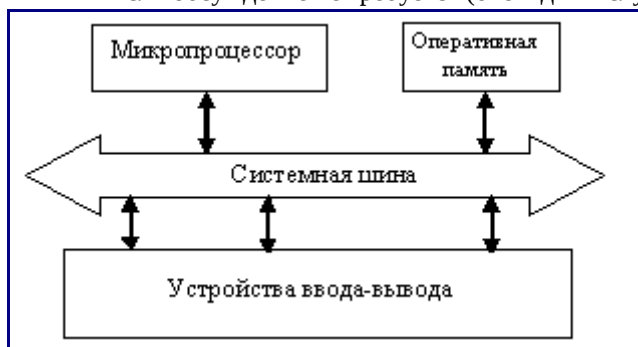 Микропроцессор
Оперативная
память
Системная шина
Устройства ввода-вывода